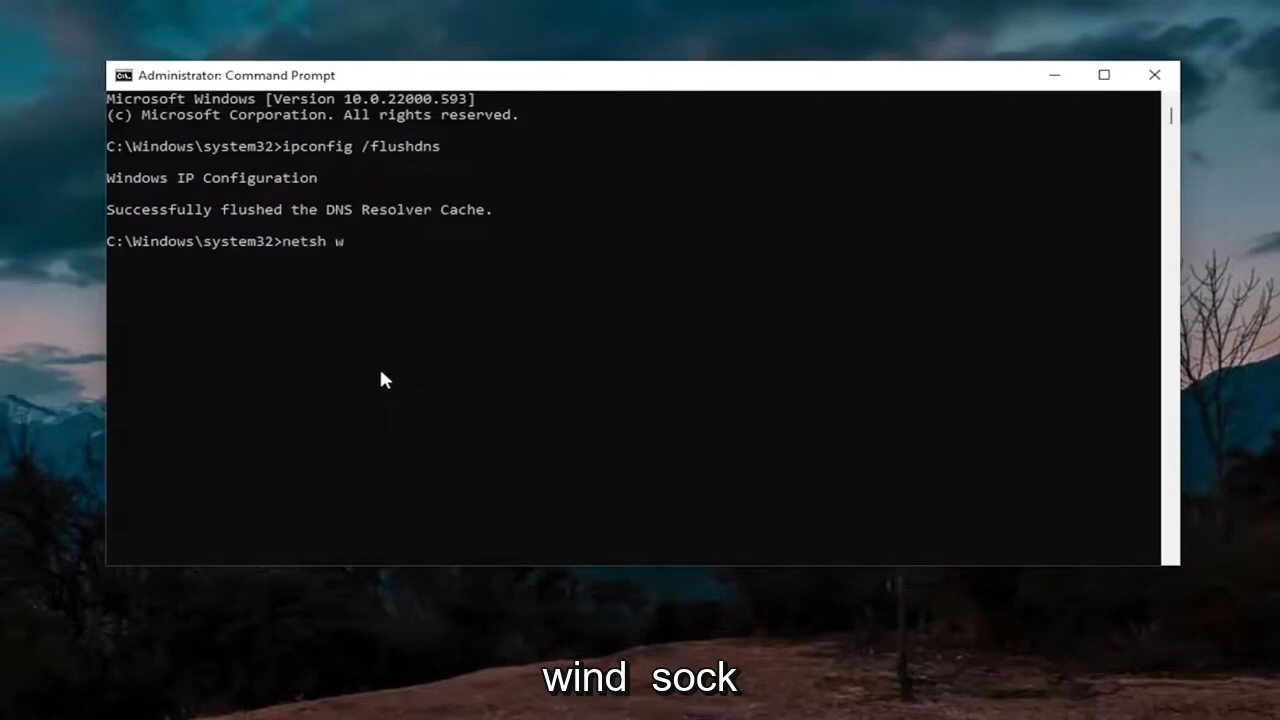 Administrator: Command Prompt
Microsoft Windows [Version 10.0.22000.593]
(c) Microsoft Corporation. All rights reserved.
C:\Windows\system32>ipconfig /flushdns
Windows IP Configuration
Successfully flushed the DNS Resolver Cache.
C:\Windows\system32>netsh w
wind sock